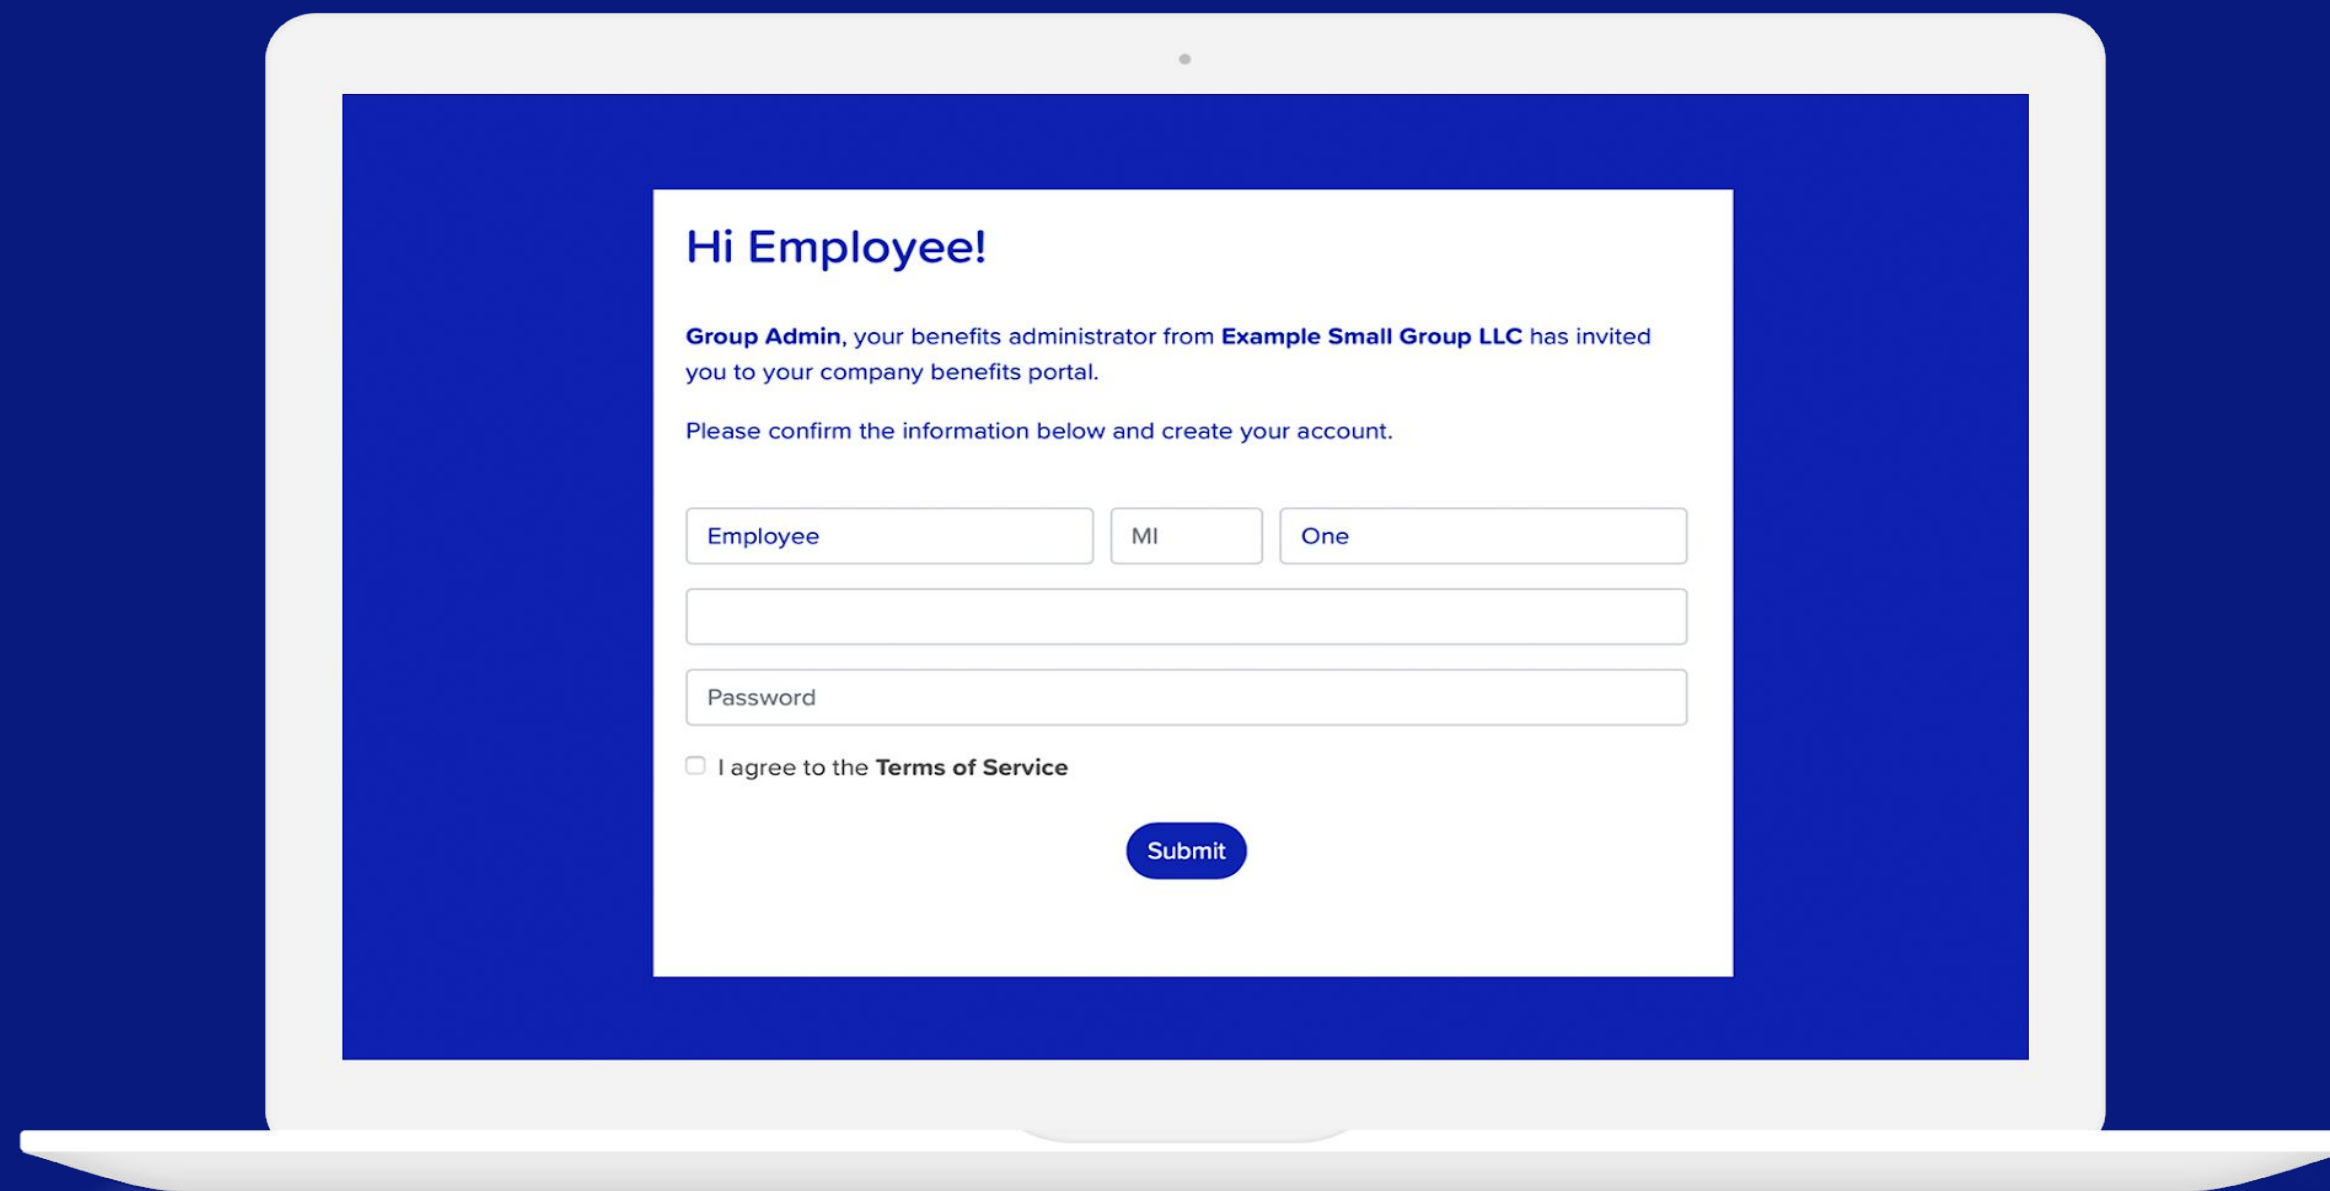 Hi Employee!
Group Admin, your benefits administrator from Example Small Group LLC has invited
you to your company benefits portal.
Please confirm the information below and create your account.
Employee MI One
Password
I agree to the Terms of Service
Submit